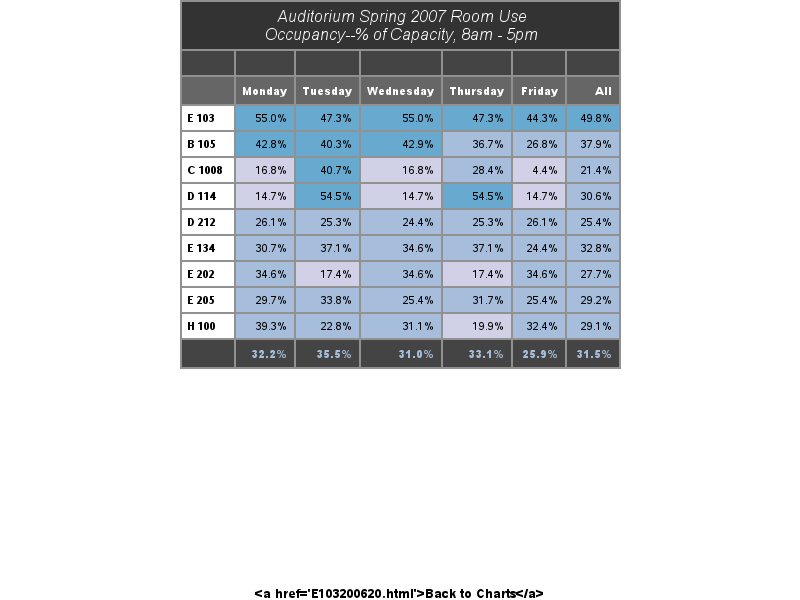 Auditorium Spring 2007 Room Use
Occupancy--% of Capacity, 8am - 5pm
Monday Tuesday Wednesday Thursday Friday All
E 103 55.0% 47.3% 55.0% 47.3% 44.3% 49.8%
B 105 42.8% 40.3% 42.9% 36.7% 26.8% 37.9%
C 1008 16.8% 40.7% 16.8% 28.4% 4.4% 21.4%
D 114 14.7% 54.5% 14.7% 54.5% 14.7% 30.6%
D 212 26.1% 25.3% 24.4% 25.3% 26.1% 25.4%
E 134 30.7% 37.1% 34.6% 37.1% 24.4% 32.8%
E 202 34.6% 17.4% 34.6% 17.4% 34.6% 27.7%
E 205 29.7% 33.8% 25.4% 31.7% 25.4% 29.2%
H 100 39.3% 22.8% 31.1% 19.9% 32.4% 29.1%
32.2% 35.5% 31.0% 33.1% 25.9% 31.5%
<a href='E103200620.html'>Back to Charts</a>